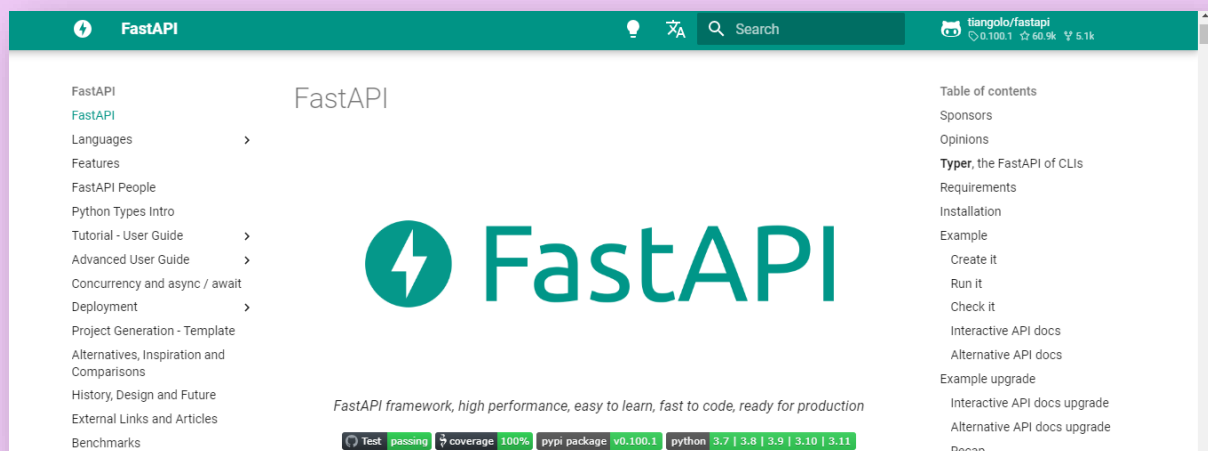 FastAPI
Search
tiangolo/fastapi
0.100.1 60.9k 5.1k
FastAPI
FastAPI
Languages
Features
FastAPI People
Python Types Intro
Tutorial - User Guide
Advanced User Guide
Concurrency and async / await
Deployment
Project Generation - Template
Alternatives, Inspiration and
Comparisons
History, Design and Future
External Links and Articles
Benchmarks
FastAPI
FastAPI
FastAPI framework, high performance, easy to learn, fast to code, ready for production
Test passing coverage 100% pypi package v0.100.1 python 3.7 | 3.8 | 3.9 | 3.10 | 3.11
Table of contents
Sponsors
Opinions
Typer, the FastAPI of CLIs
Requirements
Installation
Example
Create it
Run it
Check it
Interactive API docs
Alternative API docs
Example upgrade
Interactive API docs upgrade
Alternative API docs upgrade
Recap